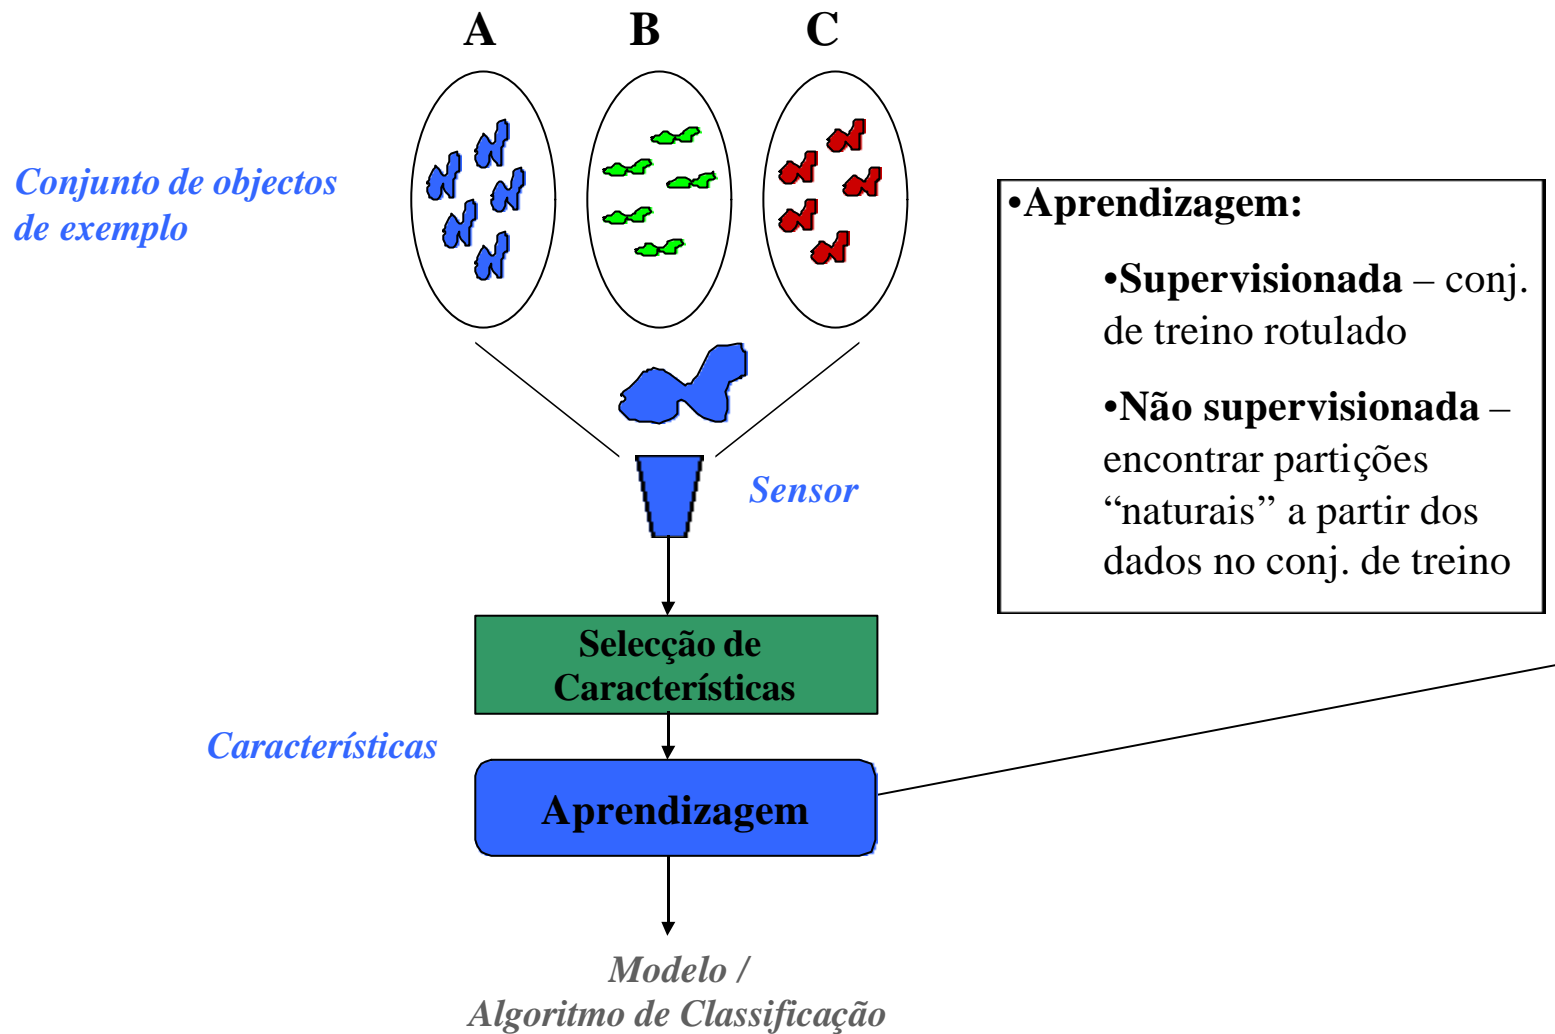 A B C
Conjunto de objectos
de exemplo
•Aprendizagem:
•Supervisionada – conj.
de treino rotulado
•Não supervisionada –
encontrar partições
“naturais” a partir dos
dados no conj. de treino
Sensor
Selecção de
Características
Características
Aprendizagem
Modelo /
Algoritmo de Classificação